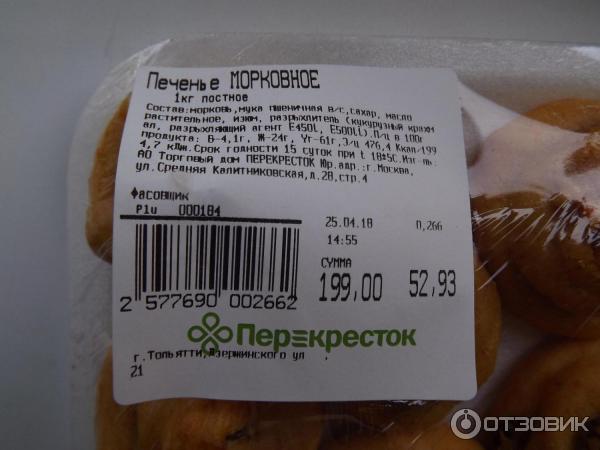 Печенье МОРКОВНОЕ
1кг постное
Состав:морковь,мука пшеничная в/с,сахар, масло
растительное, изюм, разрыхлитель (кукурузный крахм
ал, разрыхляющий агент Е450i, E500ii).П/ц в 100г
продукта: Б-4,1г, Ж-24г, Уг-61г,Э/ц 476,4 Ккал/199
4,7 кДж.Срок годности 15 суток при t 18±5С.Изг-ль:
АО Торговый дом ПЕРЕКРЕСТОК Юр.адр.:г.Москва,
ул.Средняя Калитниковская,д.28,стр.4
Фасовщик
Plu 000184
25.04.18 0,266
14:55
СУММА
199,00 52,93
2 577690 002662
Перекресток
г.Тольятти,Дзержинского ул
21
ОТЗОВИК